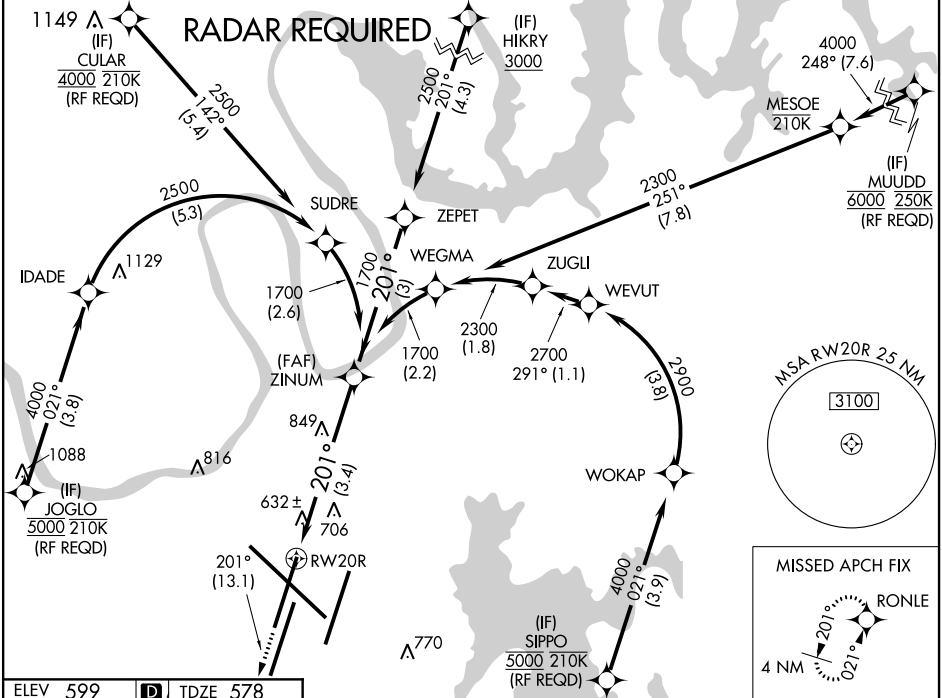 RADAR REQUIRED
1149
(IF)
CULAR
4000 210K
(RF REQD)
2500
142°
(5.4)
(IF)
HIKRY
3000
2500
201°
(4.3)
4000
248° (7.6)
MESOE
210K
(IF)
MUUDD
6000 250K
(RF REQD)
2300
251°
(7.8)
2500
(5.3)
SUDRE
ZEPET
IDADE
1129
WEGMA
ZUGLI
WEVUT
1700
(2.6)
1700
201°
(3)
1700
(2.2)
2300
(1.8)
2700
291° (1.1)
2900
(3.8)
(FAF)
ZINUM
4000
021°
(3.8)
1088
(IF)
JOGLO
5000 210K
(RF REQD)
816
849
201°
(3.4)
632 ±
706
RW20R
201°
(13.1)
WOKAP
4000
021°
(3.9)
(IF)
SIPPO
5000 210K
(RF REQD)
770
MSA RW20R 25 NM
3100
MISSED APCH FIX
RONLE
201°
021°
4 NM
ELEV 599 D TDZE 578